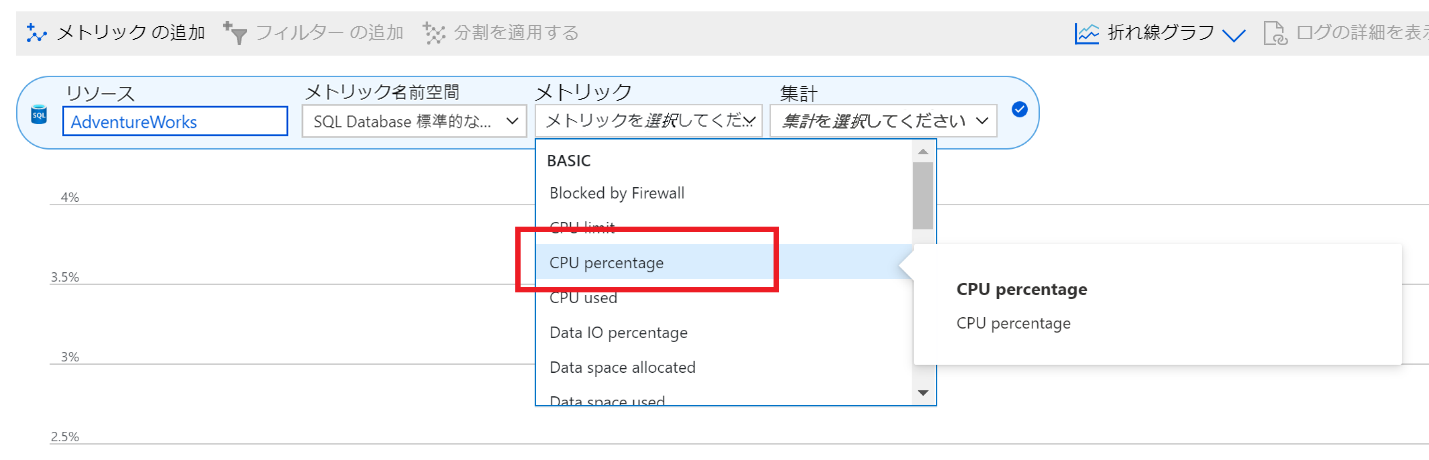 メトリック の追加 フィルター の追加 分割を適用する 折れ線グラフ ログの詳細を表示
リソース メトリック名前空間 メトリック 集計
SQL AdventureWorks SQL Database 標準的な... メトリックを選択してくだ... 集計を選択してください
BASIC
Blocked by Firewall
4%
CPU limit
CPU percentage
3.5%
CPU percentage
CPU used
CPU percentage
Data IO percentage
3%
Data space allocated
Data space used
2.5%